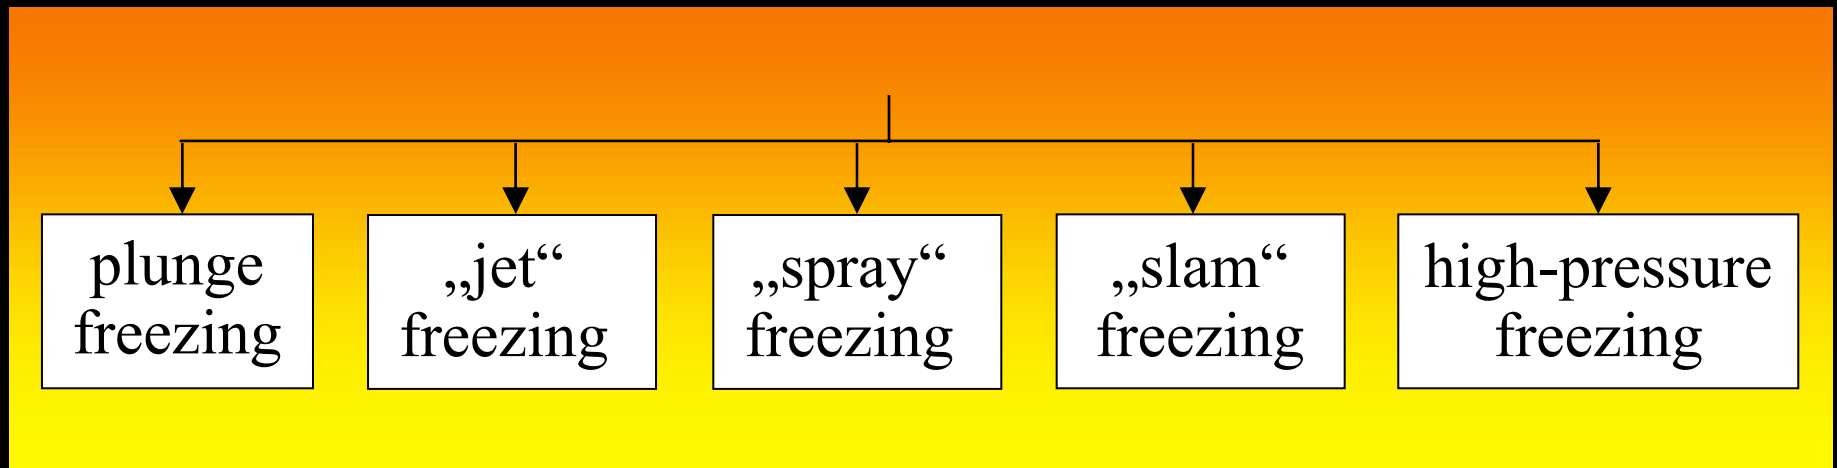 plunge
freezing
„jet“
freezing
„spray“
freezing
„slam“
freezing
high-pressure
freezing